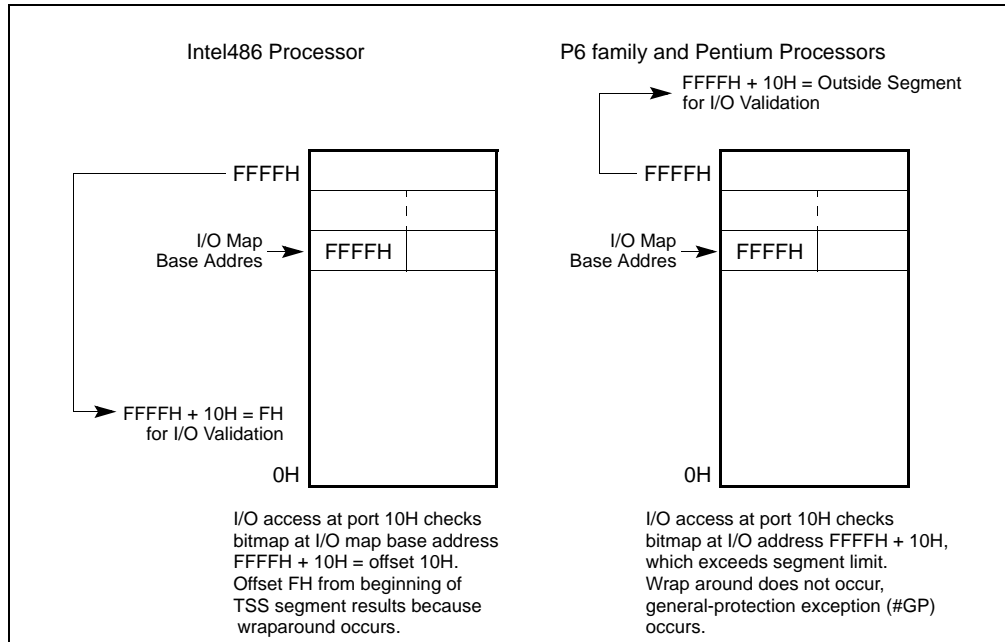 Intel486 Processor
P6 family and Pentium Processors
FFFFH + 10H = Outside Segment
for I/O Validation
FFFFH
FFFFH
I/O Map
Base Addres
FFFFH
I/O Map
Base Addres
FFFFH
FFFFH + 10H = FH
for I/O Validation
0H
0H
I/O access at port 10H checks
bitmap at I/O map base address
FFFFH + 10H = offset 10H.
Offset FH from beginning of
TSS segment results because
wraparound occurs.
I/O access at port 10H checks
bitmap at I/O address FFFFH + 10H,
which exceeds segment limit.
Wrap around does not occur,
general-protection exception (#GP)
occurs.